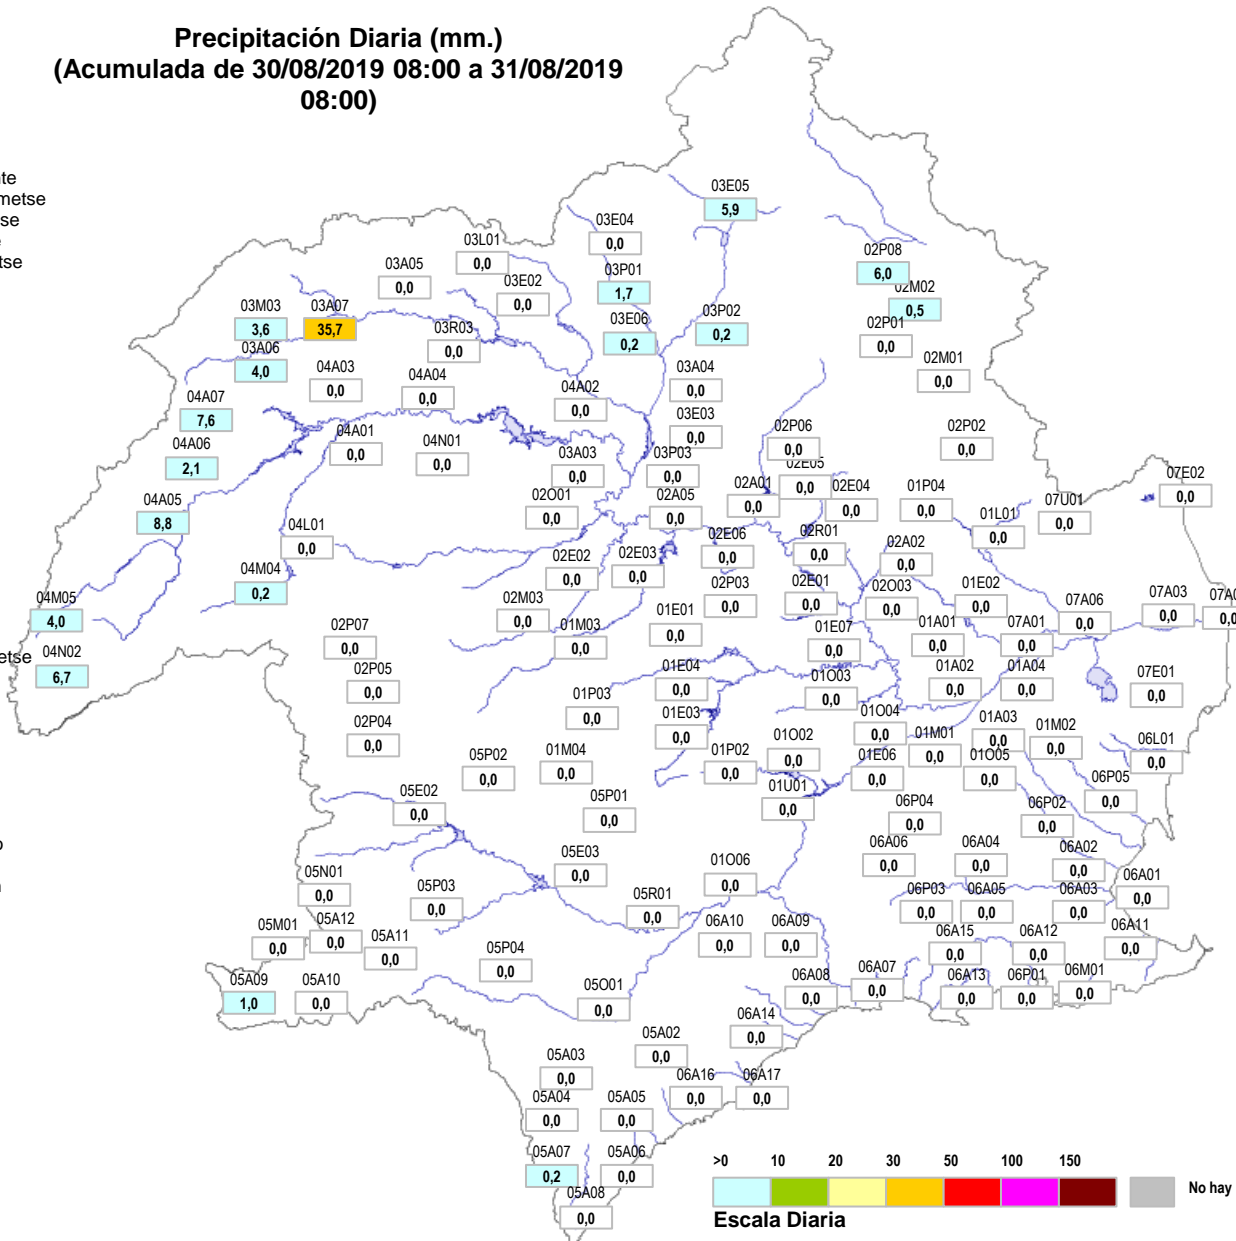 Precipitación Diaria (mm.)
(Acumulada de 30/08/2019 08:00 a 31/08/2019
08:00)
03E05
5,9
03E04
0,0
03L01
0,0
02P08
6,0
03A05
0,0
03P01
1,7
03E02
0,0
02M02
0,5
03M03
3,6
03A07
35,7
03R03
0,0
03E06
0,2
03P02
0,2
02P01
0,0
03A06
4,0
04A03
0,0
04A04
0,0
04A02
0,0
03A04
0,0
02M01
0,0
04A07
7,6
03E03
0,0
04A01
0,0
04N01
0,0
02P06
0,0
02P02
0,0
04A06
2,1
03A03
0,0
03P03
0,0
02E05
0,0
07E02
0,0
04A05
8,8
02O01
0,0
02A05
0,0
02A01
0,0
02E04
0,0
01P04
0,0
01L01
0,0
07U01
0,0
04L01
0,0
02E06
0,0
02R01
0,0
02A02
0,0
04M04
0,2
02E02
0,0
02E03
0,0
02P03
0,0
02E01
0,0
02O03
0,0
01E02
0,0
04M05
4,0
02M03
0,0
01E01
0,0
07A06
0,0
07A03
0,0
07A0
0,0
02P07
0,0
01M03
0,0
01E07
0,0
01A01
0,0
07A01
0,0
etse
04N02
6,7
02P05
0,0
01E04
0,0
01O03
0,0
01A02
0,0
01A04
0,0
07E01
0,0
01P03
0,0
01E03
0,0
01O04
0,0
02P04
0,0
01M01
0,0
01A03
0,0
01M02
0,0
06L01
0,0
05P02
0,0
01M04
0,0
01P02
0,0
01O02
0,0
01E06
0,0
01O05
0,0
05E02
0,0
05P01
0,0
01U01
0,0
06P04
0,0
06P02
0,0
06P05
0,0
05E03
0,0
01O06
0,0
06A06
0,0
06A04
0,0
06A02
0,0
05N01
0,0
05P03
0,0
05R01
0,0
06P03
0,0
06A05
0,0
06A03
0,0
06A01
0,0
05M01
0,0
05A12
0,0
05A11
0,0
05P04
0,0
06A10
0,0
06A09
0,0
06A15
0,0
06A12
0,0
06A11
0,0
05A09
1,0
05A10
0,0
05O01
0,0
06A08
0,0
06A07
0,0
06A13
0,0
06P01
0,0
06M01
0,0
05A02
0,0
06A14
0,0
05A03
0,0
06A16
0,0
06A17
0,0
05A04
0,0
05A05
0,0
05A07
0,2
05A06
0,0
05A08
0,0
>0 10 20 30 50 100 150
No hay
Escala Diaria